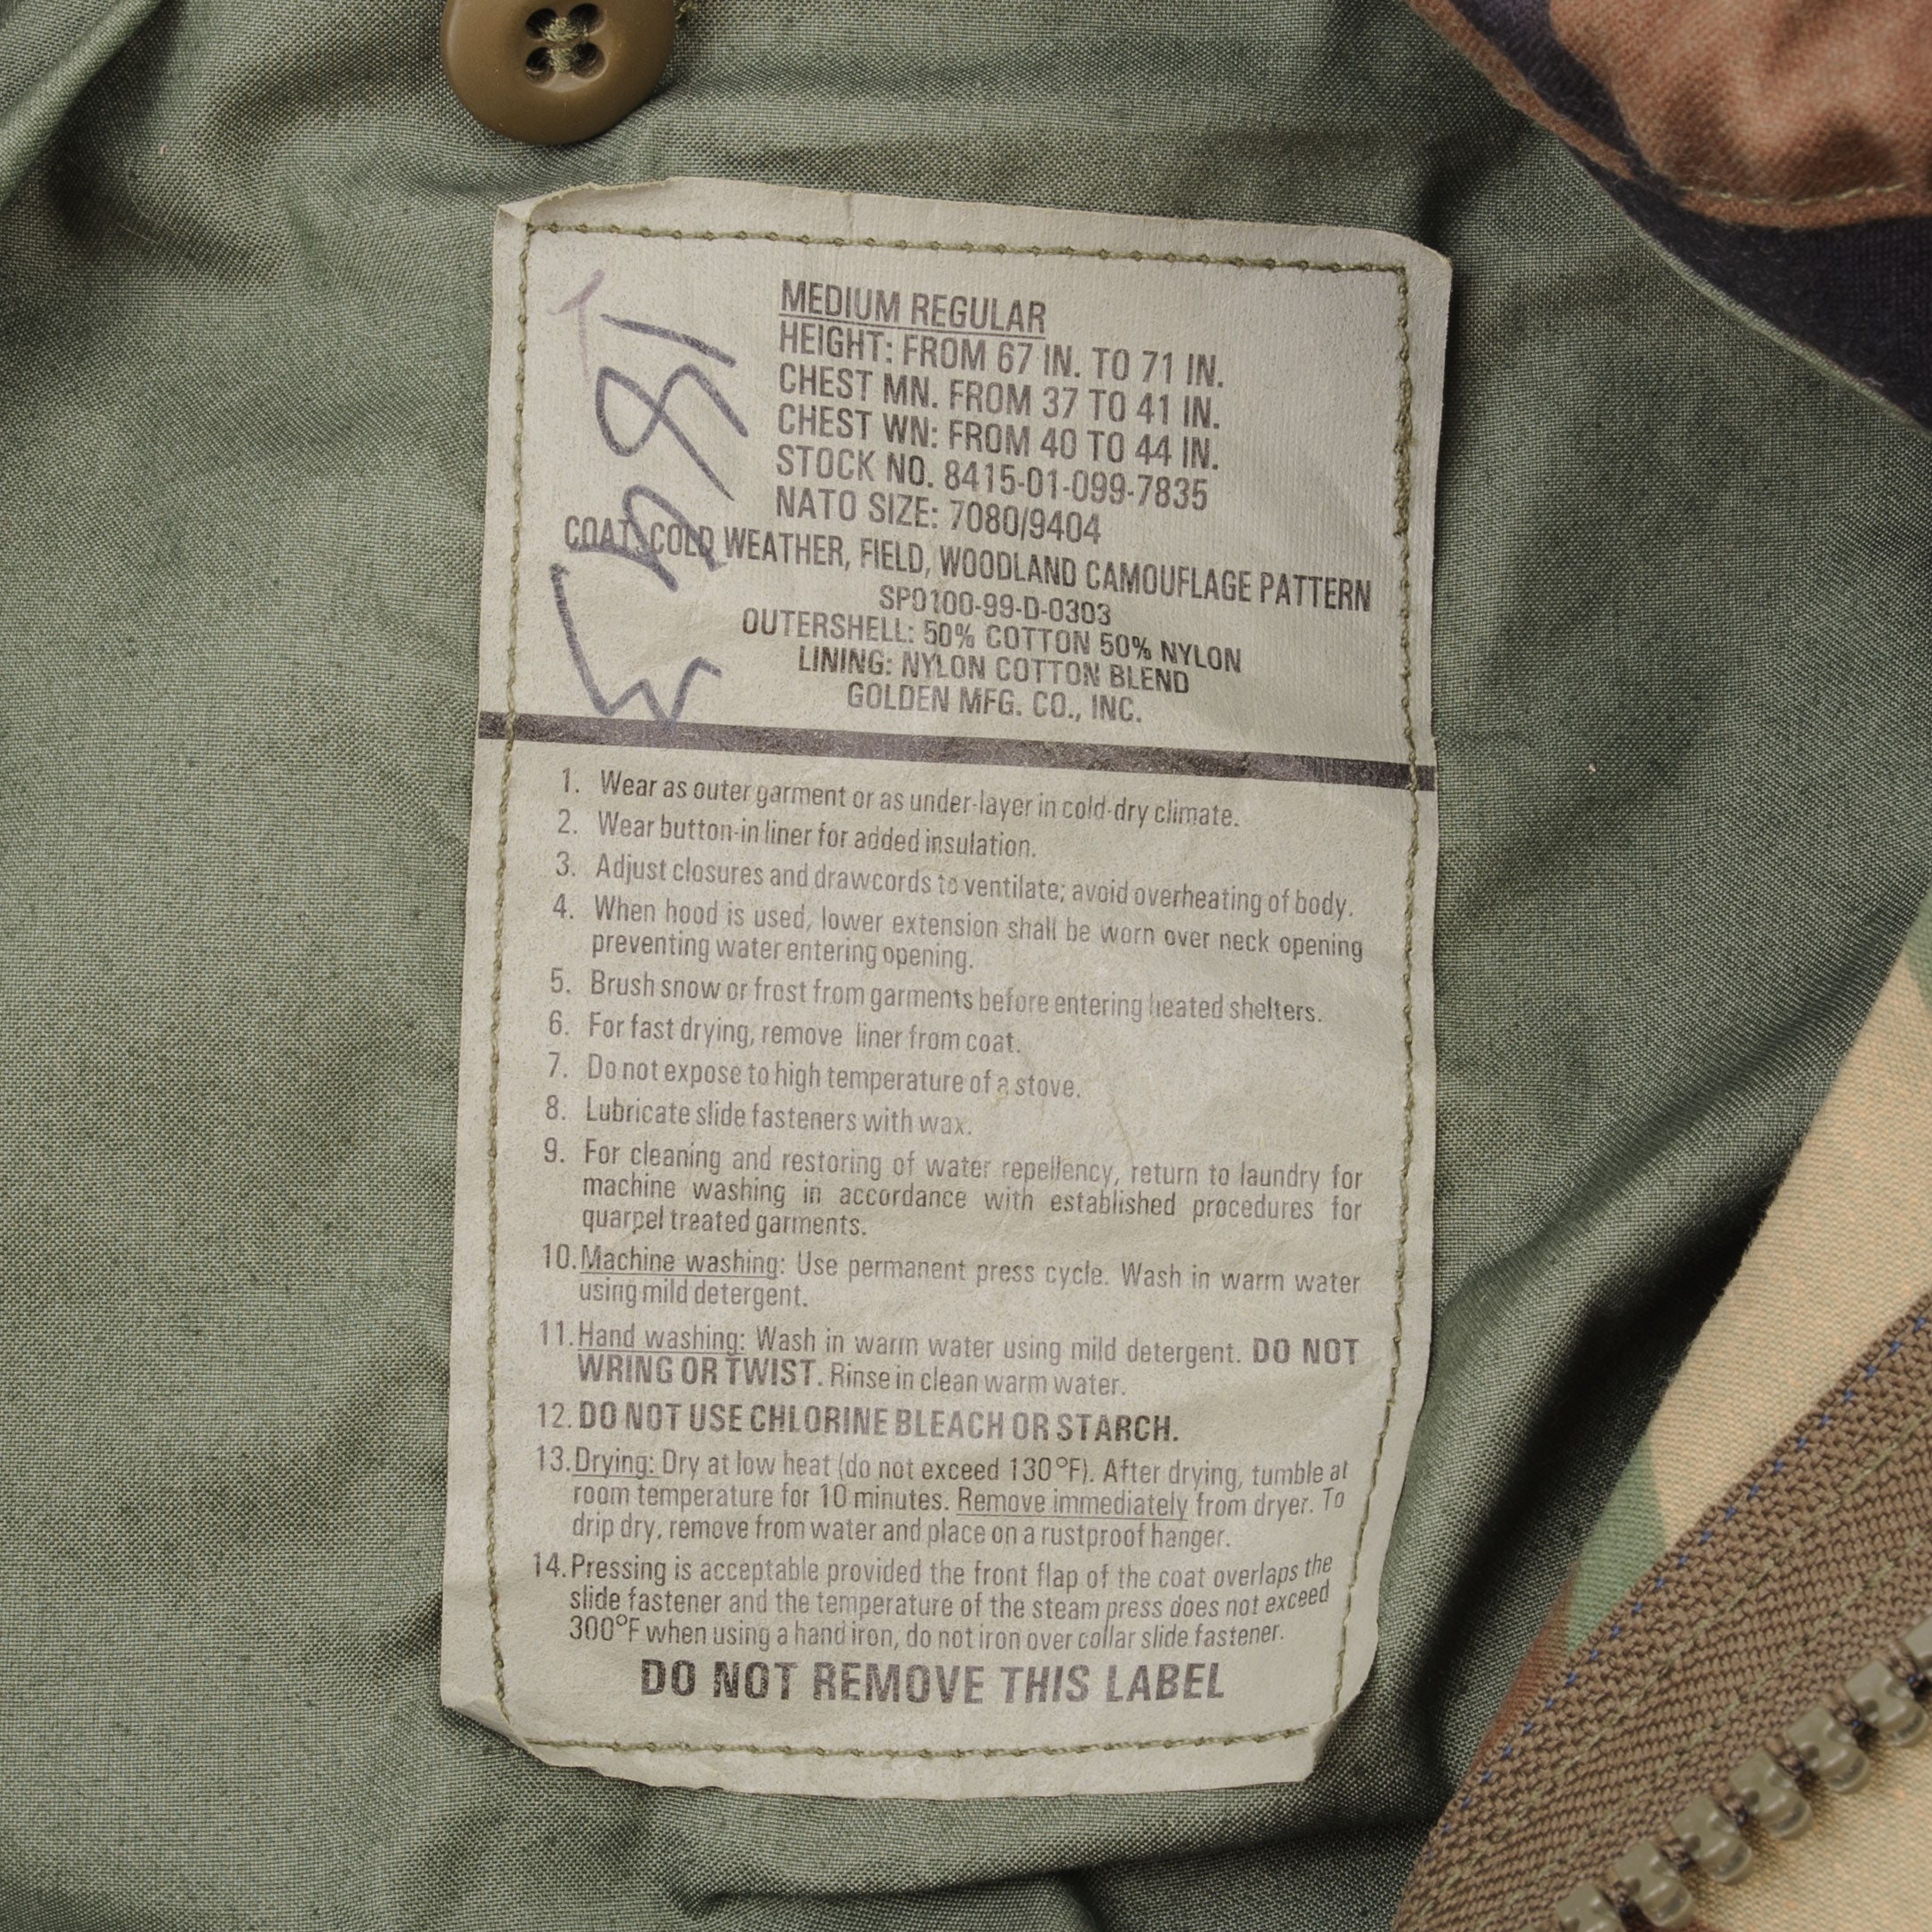 MEDIUM REGULAR
HEIGHT: FROM 67 IN. TO 71 IN.
CHEST MN. FROM 37 TO 41 IN.
CHEST WN: FROM 40 TO 44 IN.
STOCK NO. 8415-01-099-7835
NATO SIZE: 7080/9404
COAT, COLD WEATHER, FIELD, WOODLAND CAMOUFLAGE PATTERN
SP0100-99-D-0303
OUTERSHELL: 50% COTTON 50% NYLON
LINING: NYLON COTTON BLEND
GOLDEN MFG. CO., INC.
1. Wear as outer garment or as under-layer in cold-dry climate.
2. Wear button-in liner for added insulation.
3. Adjust closures and drawcords to ventilate; avoid overheating of body.
4. When hood is used, lower extension shall be worn over neck opening
preventing water entering opening.
5. Brush snow or frost from garments before entering heated shelters.
6. For fast drying, remove liner from coat.
7. Do not expose to high temperature of a stove.
8. Lubricate slide fasteners with wax.
9. For cleaning and restoring of water repellency, return to laundry for
machine washing in accordance with established procedures for
quarpel treated garments.
10. Machine washing: Use permanent press cycle. Wash in warm water
using mild detergent.
11. Hand washing: Wash in warm water using mild detergent. DO NOT
WRING OR TWIST. Rinse in clean warm water.
12. DO NOT USE CHLORINE BLEACH OR STARCH.
13. Drying: Dry at low heat (do not exceed 130°F). After drying, tumble at
room temperature for 10 minutes. Remove immediately from dryer. To
drip dry, remove from water and place on a rustproof hanger.
14. Pressing is acceptable provided the front flap of the coat overlaps the
slide fastener and the temperature of the steam press does not exceed
300°F when using a hand iron, do not iron over collar slide fastener.
DO NOT REMOVE THIS LABEL